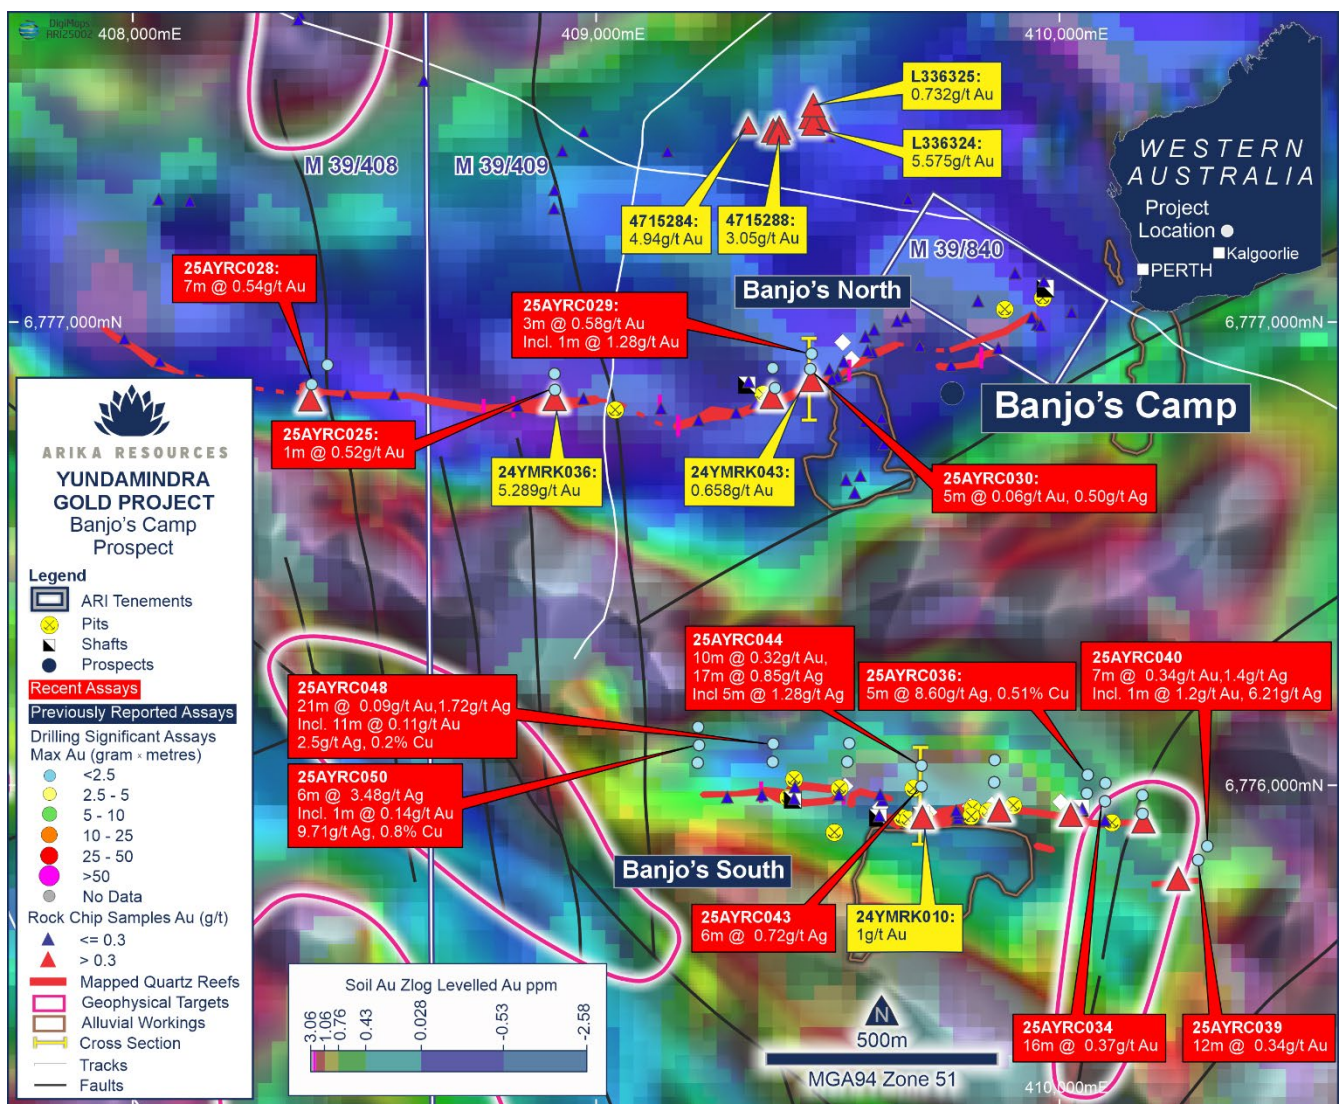 DigiMaps
ARI25002
408,000mE
409,000mE
410,000mE
L336325:
0.732g/t Au
L336324:
5.575g/t Au
WESTERN
AUSTRALIA
Project
Location
Kalgoorlie
PERTH
M 39/408
M 39/409
4715284:
4.94g/t Au
4715288:
3.05g/t Au
M 39/840
25AYRC028:
7m @ 0.54g/t Au
Banjo's North
25AYRC029:
3m @ 0.58g/t Au
Incl. 1m @ 1.28g/t Au
6,777,000mN
6,777,000mN
Banjo's Camp
25AYRC025:
1m @ 0.52g/t Au
24YMRK036:
5.289g/t Au
24YMRK043:
0.658g/t Au
25AYRC030:
5m @ 0.06g/t Au, 0.50g/t Ag
ARIKA RESOURCES
YUNDAMINDRA
GOLD PROJECT
Banjo's Camp
Prospect
Legend
ARI Tenements
Pits
Shafts
Prospects
Recent Assays
Previously Reported Assays
Drilling Significant Assays
Max Au (gram x metres)
<2.5
2.5 - 5
5 - 10
10 - 25
25 - 50
>50
No Data
Rock Chip Samples Au (g/t)
<= 0.3
> 0.3
Mapped Quartz Reefs
Geophysical Targets
Alluvial Workings
Cross Section
Tracks
Faults
25AYRC048
21m @ 0.09g/t Au,1.72g/t Ag
Incl. 11m @ 0.11g/t Au
2.5g/t Ag, 0.2% Cu
25AYRC050
6m @ 3.48g/t Ag
Incl. 1m @ 0.14g/t Au
9.71g/t Ag, 0.8% Cu
25AYRC044
10m @ 0.32g/t Au,
17m @ 0.85g/t Ag
Incl 5m @ 1.28g/t Ag
25AYRC036:
5m @ 8.60g/t Ag, 0.51% Cu
25AYRC040
7m @ 0.34g/t Au,1.4g/t Ag
Incl. 1m @ 1.2g/t Au, 6.21g/t Ag
6,776,000mN
Banjo's South
25AYRC043
6m @ 0.72g/t Ag
24YMRK010:
1g/t Au
Soil Au Zlog Levelled Au ppm
3.06
1.06
0.76
0.43
0.028
-0.53
-2.58
N
500m
MGA94 Zone 51
25AYRC034
16m @ 0.37g/t Au
25AYRC039
12m @ 0.34g/t Au
410,000mE